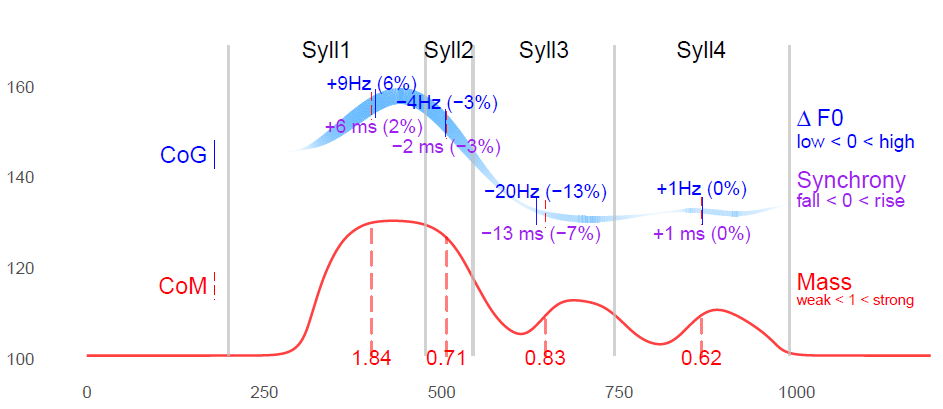 Syll1 Syll2 Syll3 Syll4
160
+9Hz (6%)
−4Hz (−3%)
Δ F0
low < 0 < high
+6 ms (2%)
−2 ms (−3%)
CoG
140
−20Hz (−13%)
+1Hz (0%)
Synchrony
fall < 0 < rise
−13 ms (−7%)
+1 ms (0%)
120
CoM
Mass
weak < 1 < strong
100
1.84 0.71 0.83 0.62
0 250 500 750 1000